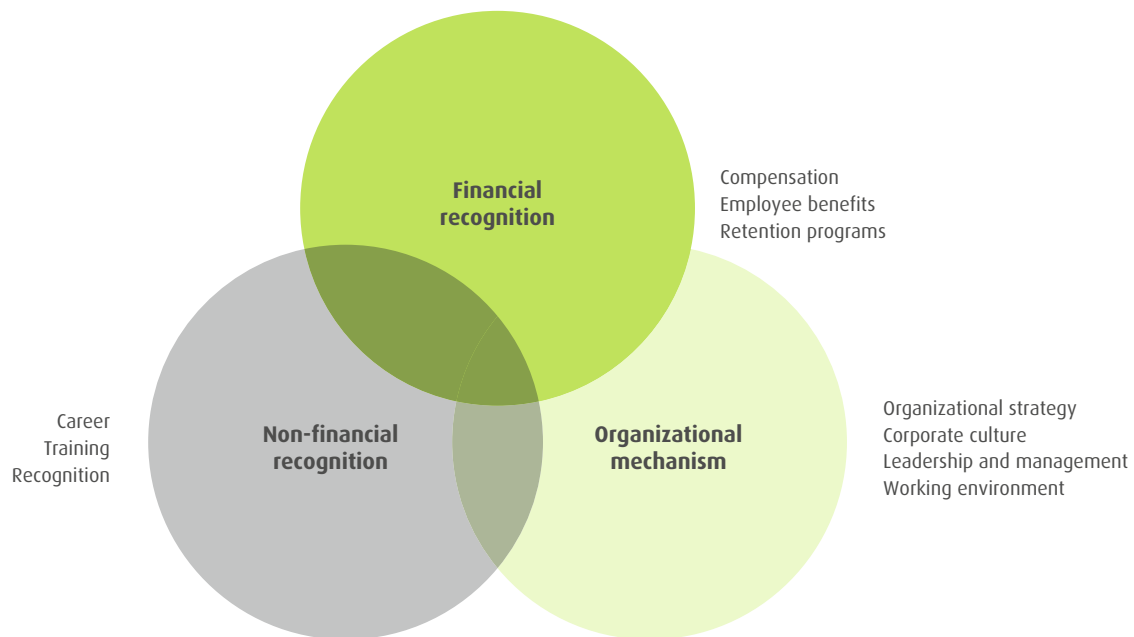 Financial
recognition
Compensation
Employee benefits
Retention programs
Career
Training
Recognition
Non-financial
recognition
Organizational
mechanism
Organizational strategy
Corporate culture
Leadership and management
Working environment